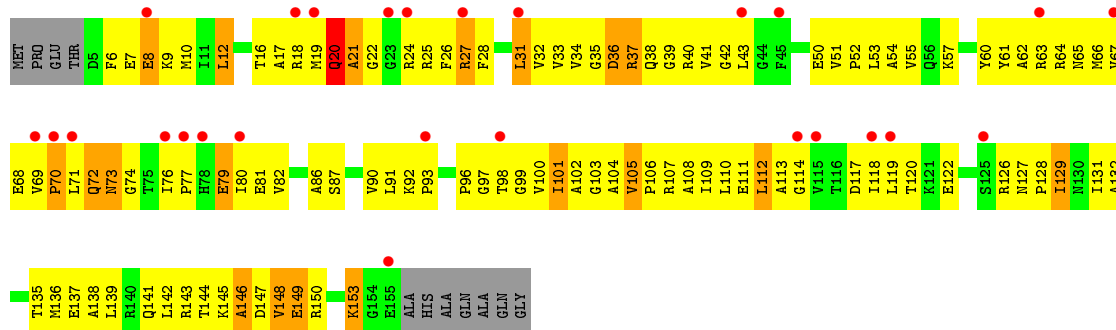 MET PRO GLU THR D5 F6 E7 E8 K9 M10 I11 L12 T16 A17 R18 M19 Q20 A21 G22 G23 R24 R25 F26 R27 F28 L31 V32 V33 V34 G35 D36 R37 Q38 G39 R40 V41 G42 L43 G44 F45 E50 V51 P52 L53 R54 A55 Q56 K57 Y60 Y61 A62 R63 R64 N65 M66 V67
E68 V69 P70 L71 Q72 N73 G74 T75 I76 P77 H78 E79 I80 E81 V82 A86 S87 V90 L91 K92 P93 P96 G97 T98 G99 V100 I101 A102 G103 A104 V105 P106 R107 A108 I109 L110 E111 L112 A113 G114 V115 T116 D117 I118 L119 T120 K121 E122 S125 R126 N127 P128 I129 N130 I131 A132
T135 M136 E137 A138 L139 R140 Q141 L142 R143 T144 K145 A146 D147 V148 E149 R150 K153 G154 E155 ALA HIS ALA GLN ALA GLN GLY